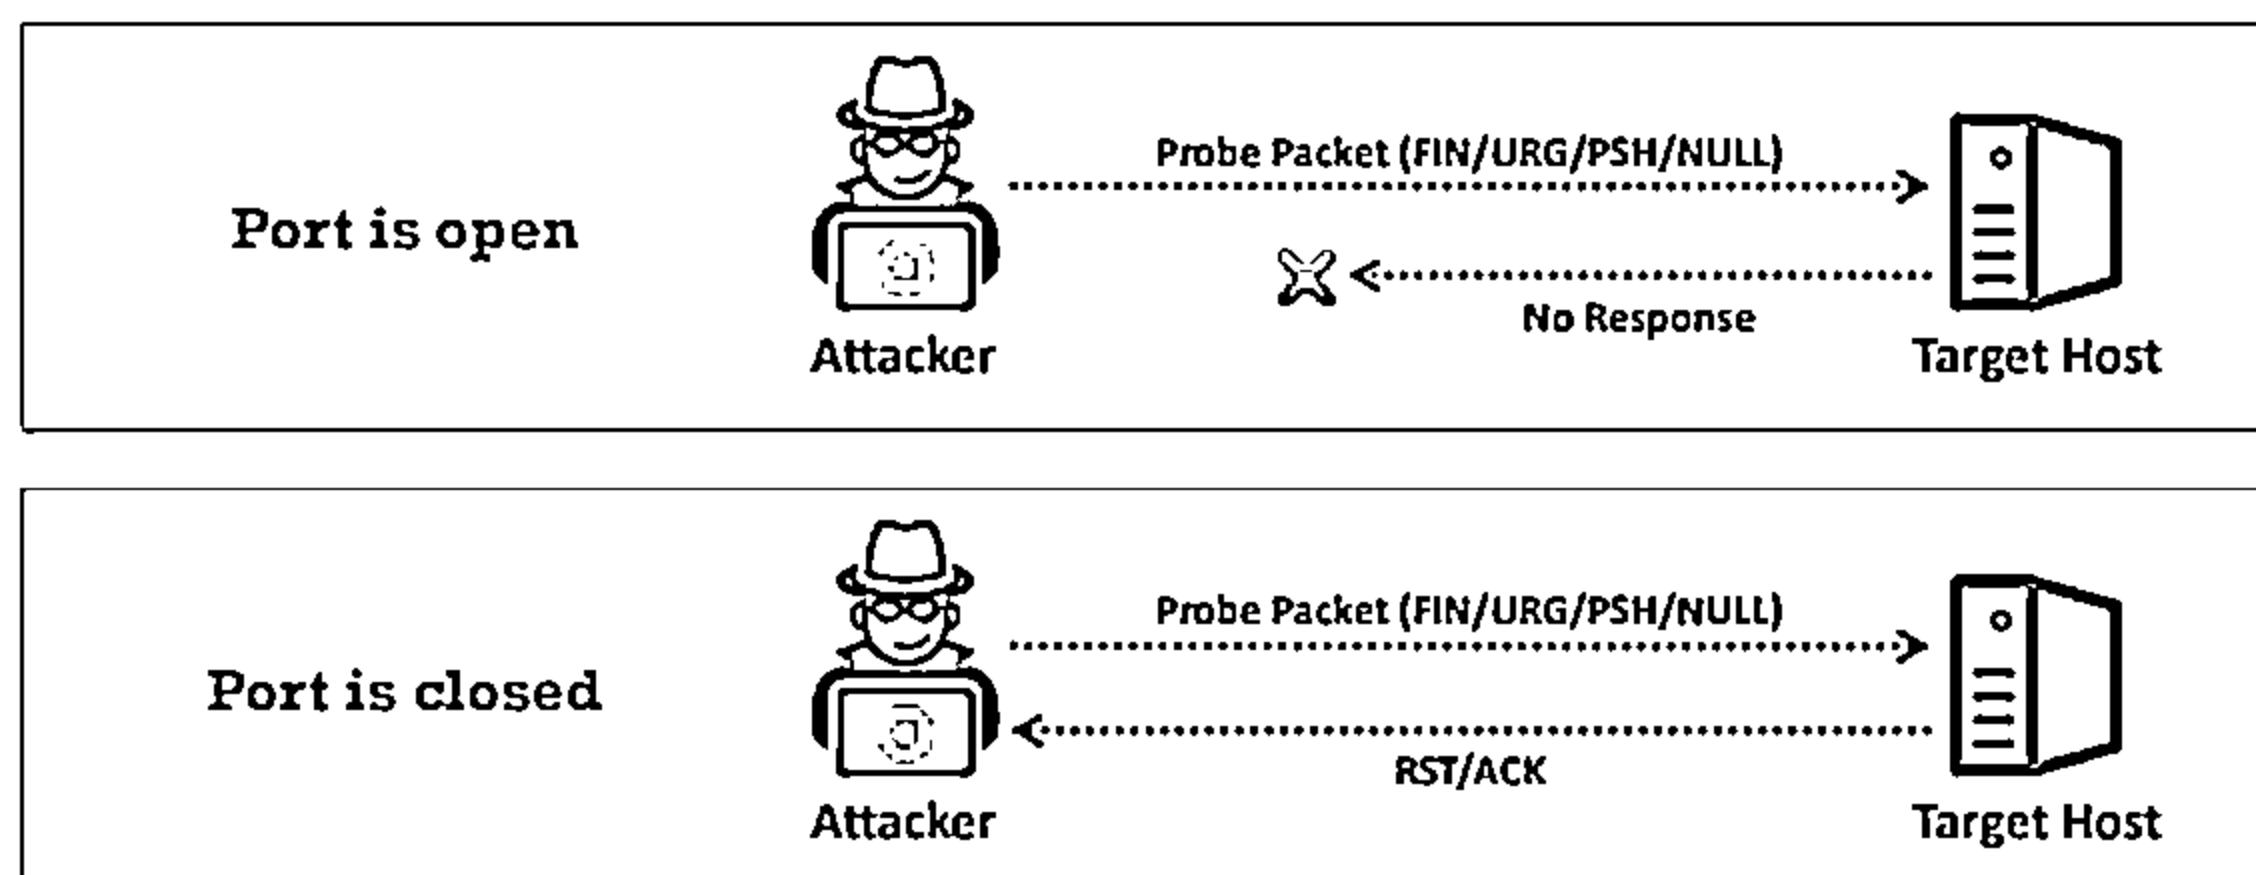 Probe Packet (FIN/URG/PSH/NULL)
Port is open
No Response
Attacker
Target Host
Probe Packet (FIN/URG/PSH/NULL)
Port is closed
RST/ACK
Attacker
Target Host